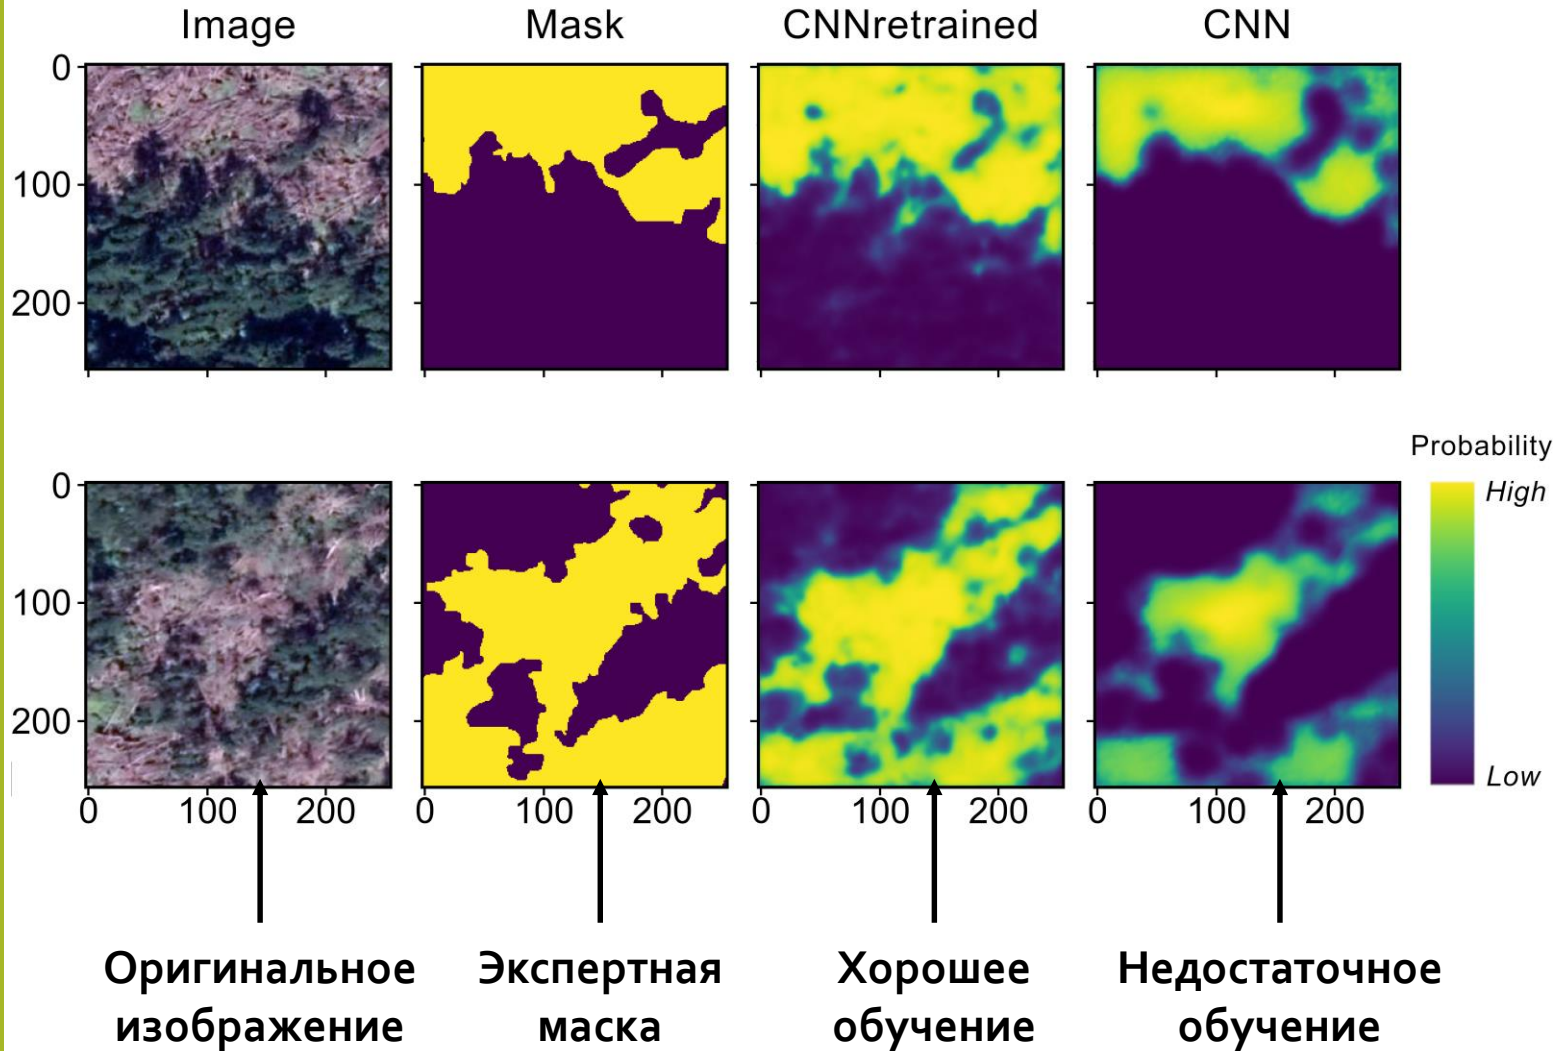 Image Mask CNNretrained CNN
0
100
200
Probability
High
Low
0
100
200
0 100 200 0 100 200 0 100 200 0 100 200
Оригинальное изображение
Экспертная маска
Хорошее обучение
Недостаточное обучение